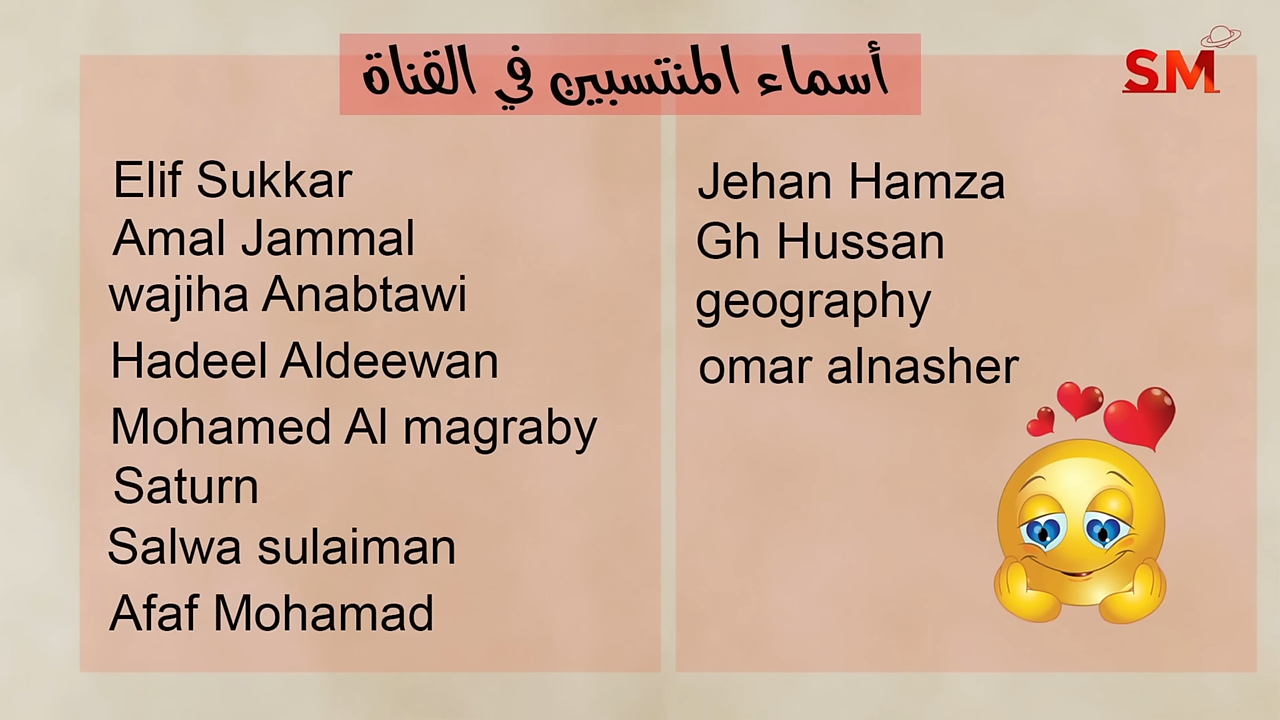 أسماء المنتسبين في القناة
SM
Elif Sukkar
Amal Jammal
wajiha Anabtawi
Hadeel Aldeewan
Mohamed Al magraby
Saturn
Salwa sulaiman
Afaf Mohamad
Jehan Hamza
Gh Hussan
geography
omar alnasher